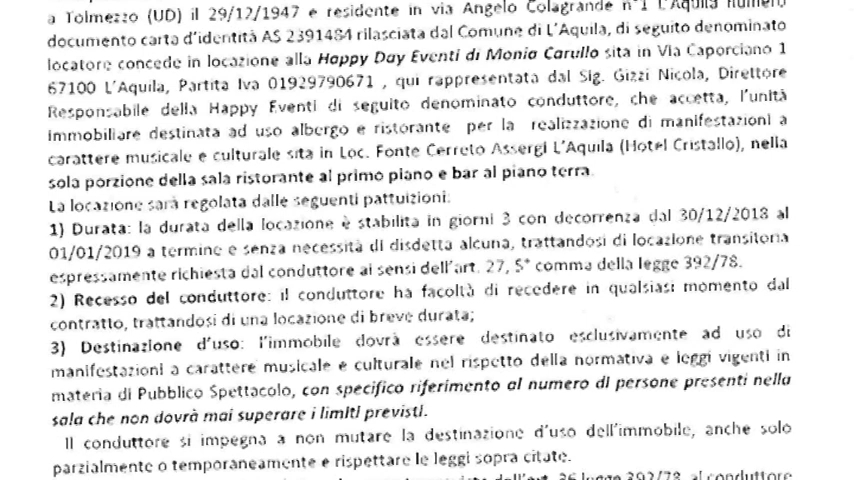 a Tolmezzo (UD) il 29/12/1947 e residente in via Angelo Colagrande n°1 L'Aquila numero
documento carta d'identità AS 2391484 rilasciata dal Comune di L'Aquila, di seguito denominato
locatore concede in locazione alla Happy Day Eventi di Monia Carullo sita in Via Caporciano 1
67100 L'Aquila, Partita Iva 01929790671 , qui rappresentata dal Sig. Gizzi Nicola, Direttore
Responsabile della Happy Eventi di seguito denominato conduttore, che accetta, l'unità
immobiliare destinata ad uso albergo e ristorante per la realizzazione di manifestazioni a
carattere musicale e culturale sita in Loc. Fonte Cerreto Assergi L'Aquila (Hotel Cristallo), nella
sola porzione della sala ristorante al primo piano e bar al piano terra.
La locazione sarà regolata dalle seguenti pattuizioni:
1) Durata: la durata della locazione è stabilita in giorni 3 con decorrenza dal 30/12/2018 al
01/01/2019 a termine e senza necessità di disdetta alcuna, trattandosi di locazione transitoria
espressamente richiesta dal conduttore ai sensi dell'art. 27, 5° comma della legge 392/78.
2) Recesso del conduttore: il conduttore ha facoltà di recedere in qualsiasi momento dal
contratto, trattandosi di una locazione di breve durata;
3) Destinazione d'uso: l'immobile dovrà essere destinato esclusivamente ad uso di
manifestazioni a carattere musicale e culturale nel rispetto della normativa e leggi vigenti in
materia di Pubblico Spettacolo, con specifico riferimento al numero di persone presenti nella
sala che non dovrà mai superare i limiti previsti.
Il conduttore si impegna a non mutare la destinazione d'uso dell'immobile, anche solo
parzialmente o temporaneamente e rispettare le leggi sopra citate.
dell'art. 36 legge 392/78, al conduttore